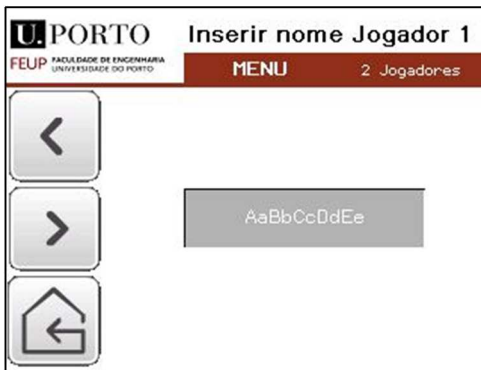 U.PORTO
FEUP FACULDADE DE ENGENHARIA
UNIVERSIDADE DO PORTO
Inserir nome Jogador 1
MENU 2 Jogadores
AaBbCcDdEe